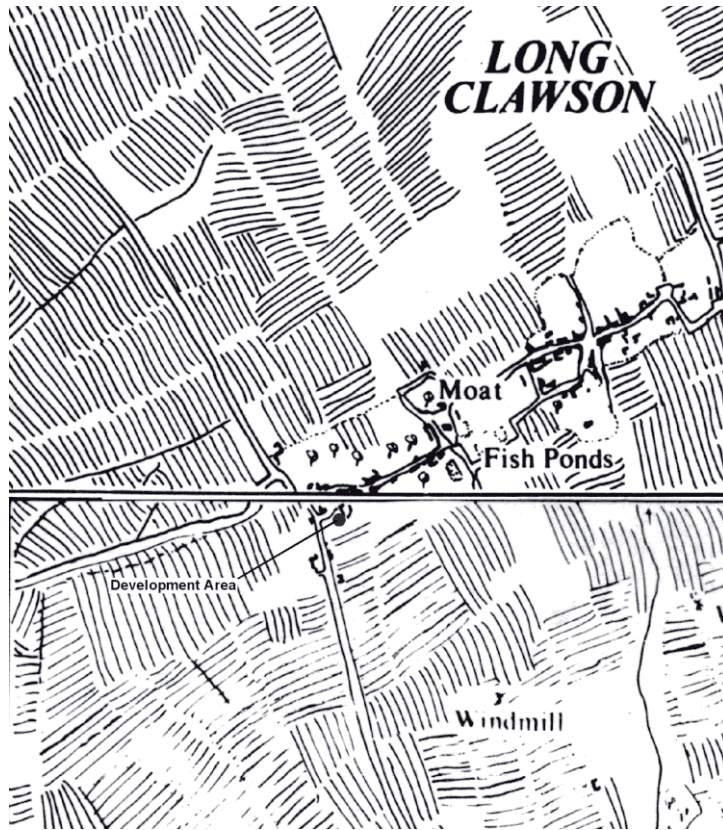 LONG
CLAWSON
Moat
Fish Ponds
Development Area
Windmill